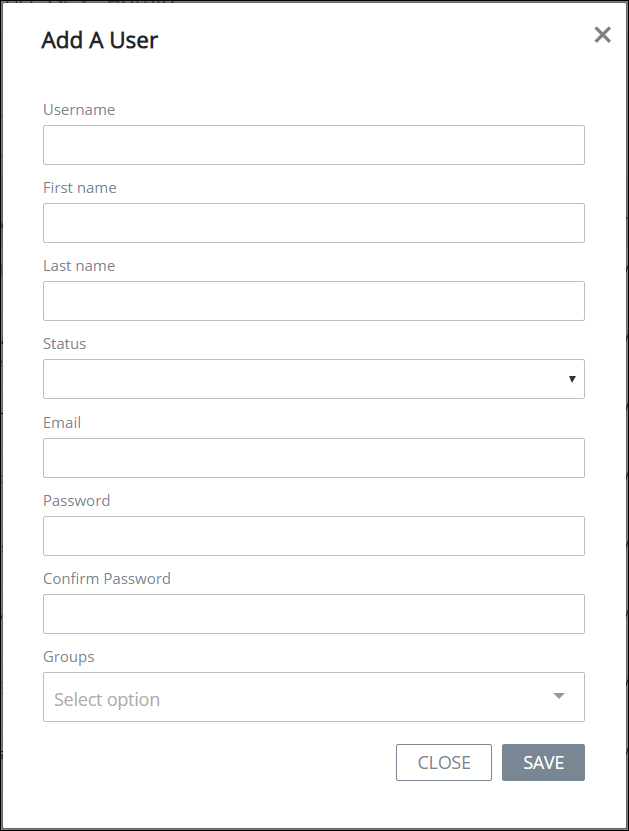 Add A User
Username
First name
Last name
Status
Email
Password
Confirm Password
Groups
Select option
CLOSE SAVE